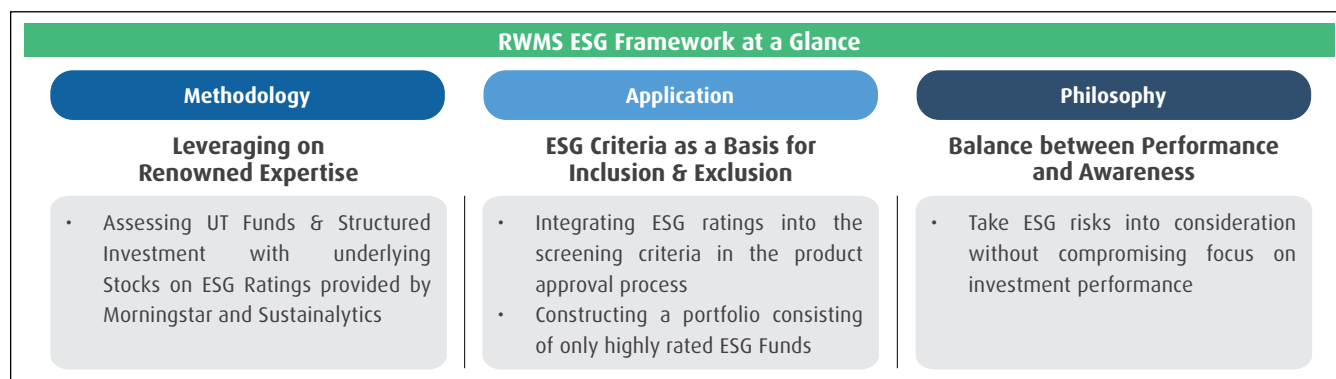 RWMS ESG Framework at a Glance
Methodology
Leveraging on
Renowned Expertise
• Assessing UT Funds & Structured
Investment with underlying
Stocks on ESG Ratings provided by
Morningstar and Sustainalytics
Application
ESG Criteria as a Basis for
Inclusion & Exclusion
• Integrating ESG ratings into the
screening criteria in the product
approval process
• Constructing a portfolio consisting
of only highly rated ESG Funds
Philosophy
Balance between Performance
and Awareness
• Take ESG risks into consideration
without compromising focus on
investment performance